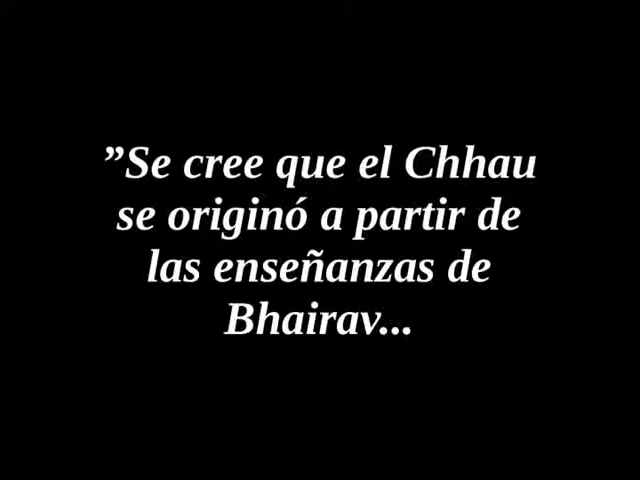 ”Se cree que el Chhau
se originó a partir de
las enseñanzas de
Bhairav...